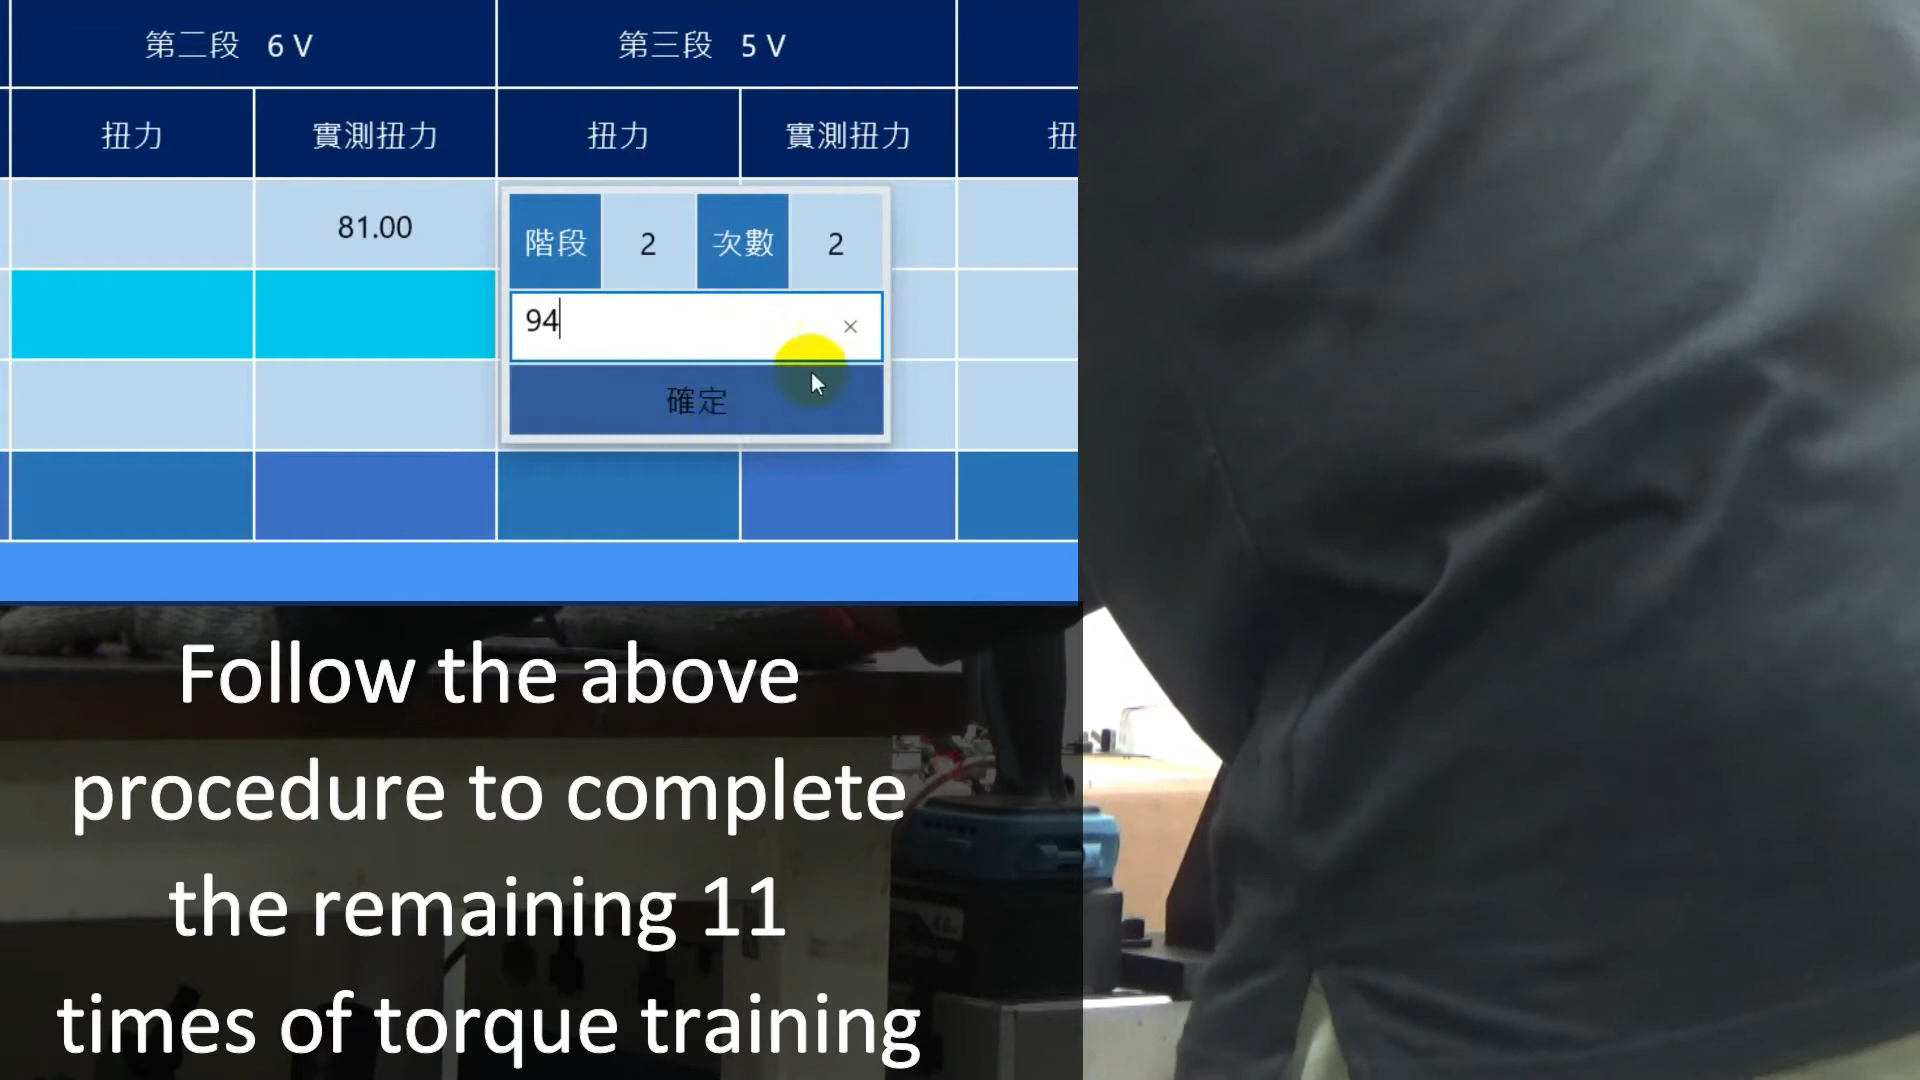 第二段 6 V
第三段 5 V
扭力
實測扭力
扭力
實測扭力
扭
81.00
階段 2 次數 2
94
確定
Follow the above
procedure to complete
the remaining 11
times of torque training